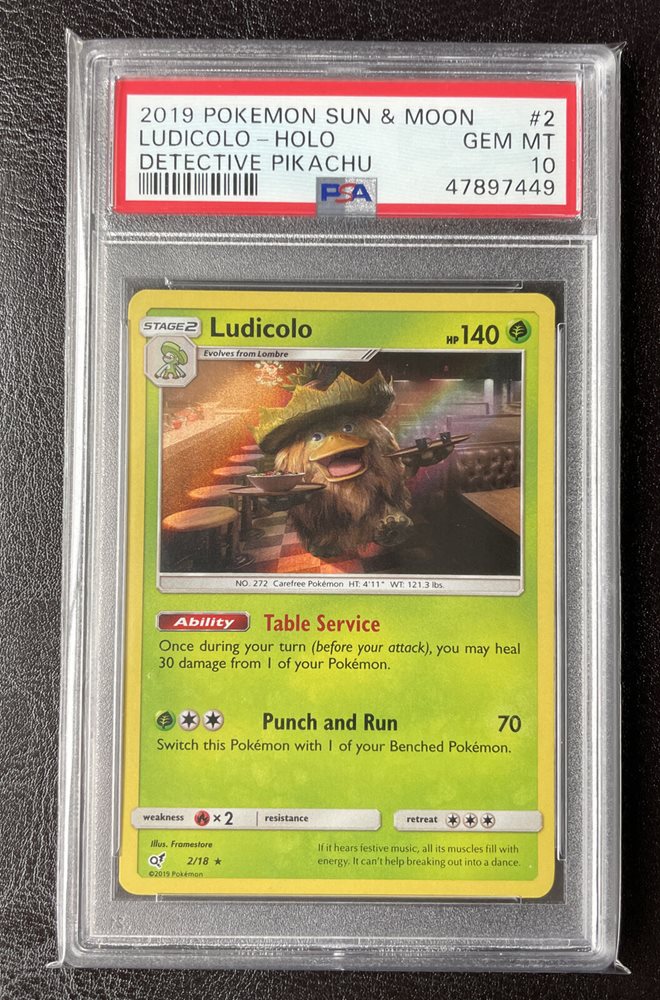 2019 POKEMON SUN & MOON #2
LUDICOLO - HOLO GEM MT
DETECTIVE PIKACHU 10
PSA 47897449
STAGE2 Ludicolo HP 140
Evolves from Lombre
NO. 272 Carefree Pokémon HT: 4'11" WT: 121.3 lbs.
Ability Table Service
Once during your turn (before your attack), you may heal
30 damage from 1 of your Pokémon.
Punch and Run 70
Switch this Pokémon with 1 of your Benched Pokémon.
weakness ×2 resistance retreat
Illus. Framestore
2/18 ★
©2019 Pokémon
If it hears festive music, all its muscles fill with
energy. It can't help breaking out into a dance.